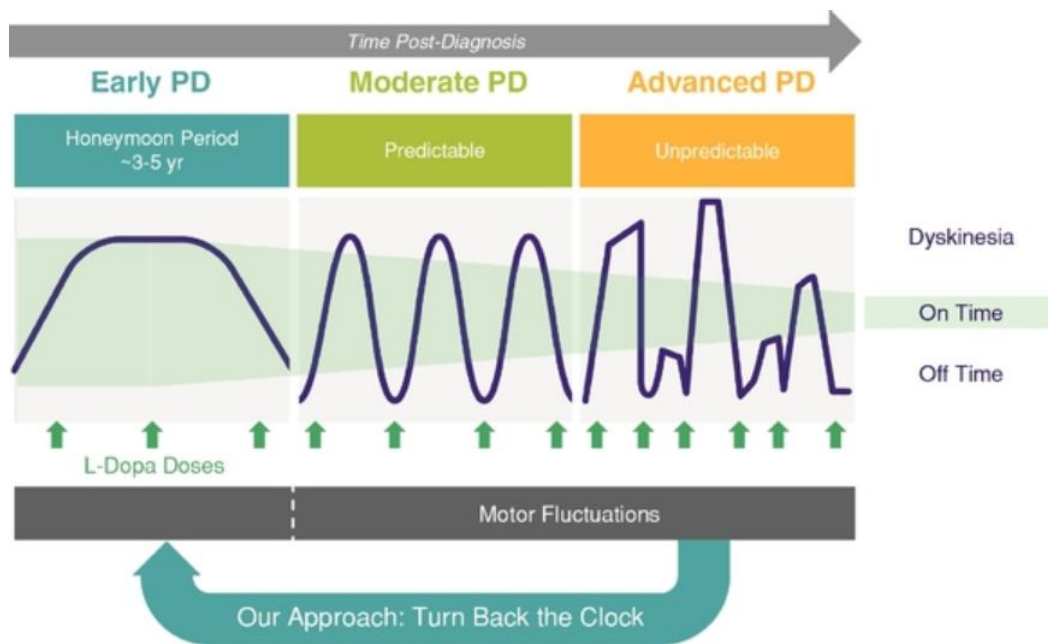 Time Post-Diagnosis
Early PD
Moderate PD
Advanced PD
Honeymoon Period
~3-5 yr
Predictable
Unpredictable
Dyskinesia
On Time
Off Time
L-Dopa Doses
Motor Fluctuations
Our Approach: Turn Back the Clock